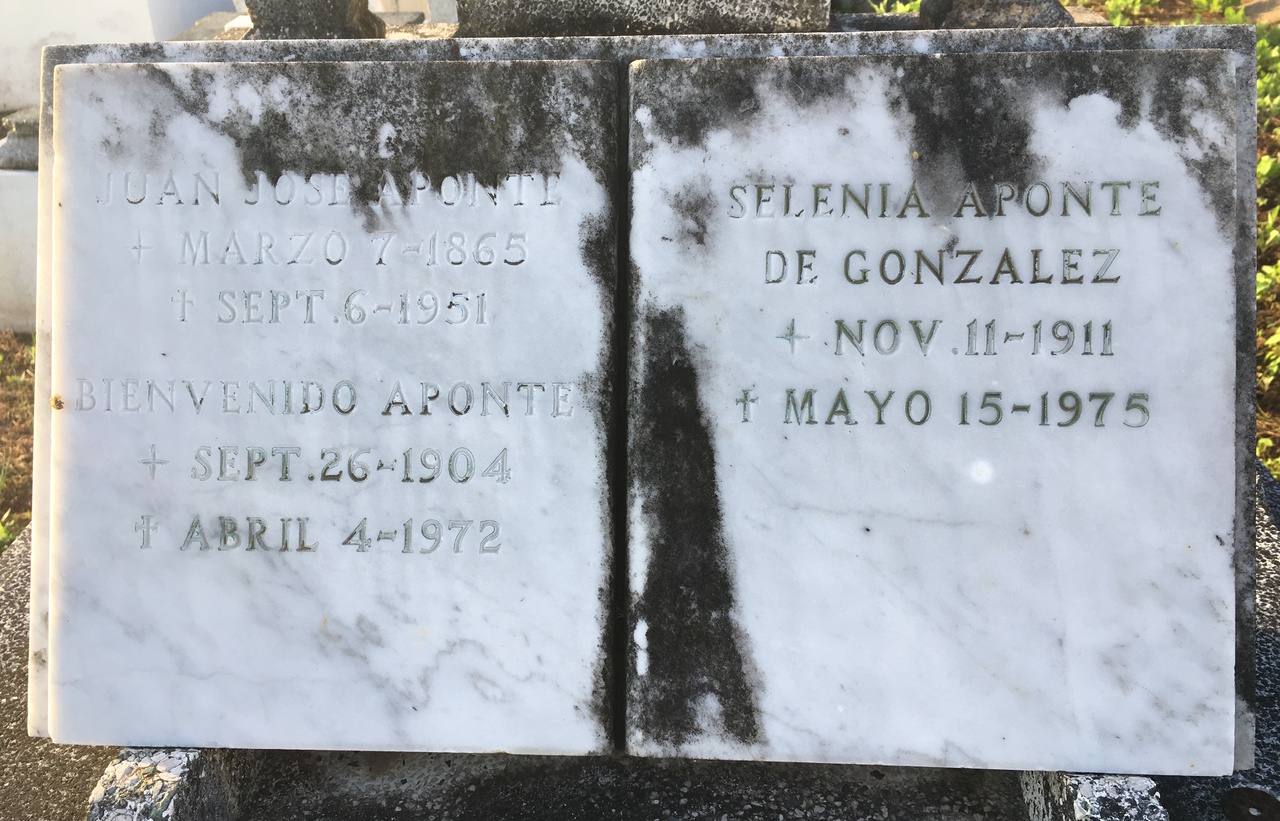 JUAN JOSE APONTE
+ MARZO 7-1865
† SEPT.6-1951
BIENVENIDO APONTE
+ SEPT.26-1904
† ABRIL 4-1972
SELENIA APONTE
DE GONZALEZ
+ NOV.11-1911
† MAYO 15-1975